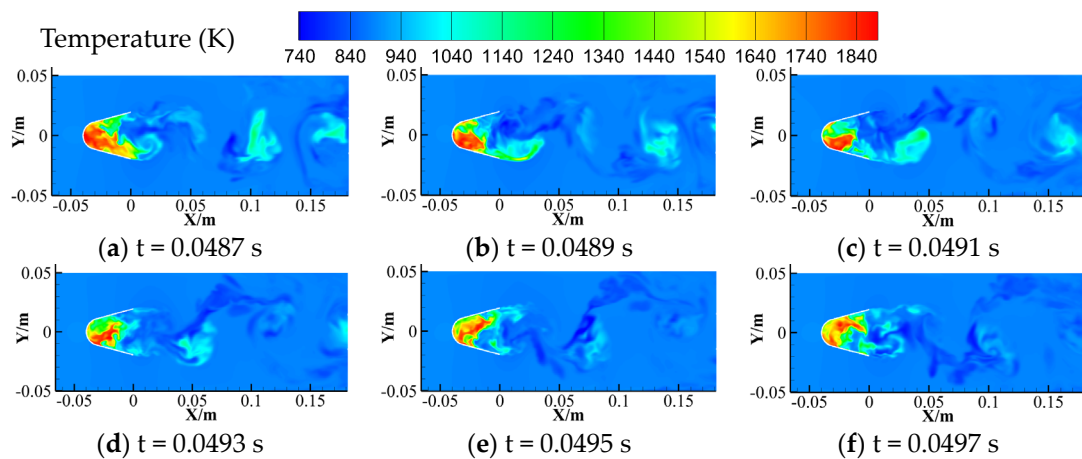 Temperature (K)
740 840 940 1040 1140 1240 1340 1440 1540 1640 1740 1840
0.05 0.05 0.05
Y/m Y/m Y/m
0 0 0
-0.05 -0.05 -0.05
-0.05 0 0.05 0.1 0.15 -0.05 0 0.05 0.1 0.15 -0.05 0 0.05 0.1 0.15
X/m X/m X/m
(a) t = 0.0487 s (b) t = 0.0489 s (c) t = 0.0491 s
0.05 0.05 0.05
Y/m Y/m Y/m
0 0 0
-0.05 -0.05 -0.05
-0.05 0 0.05 0.1 0.15 -0.05 0 0.05 0.1 0.15 -0.05 0 0.05 0.1 0.15
X/m X/m X/m
(d) t = 0.0493 s (e) t = 0.0495 s (f) t = 0.0497 s